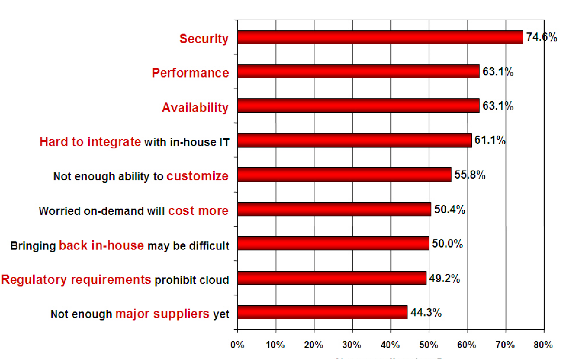 Security 74.6%
Performance 63.1%
Availability 63.1%
Hard to integrate with in-house IT 61.1%
Not enough ability to customize 55.8%
Worried on-demand will cost more 50.4%
Bringing back in-house may be difficult 50.0%
Regulatory requirements prohibit cloud 49.2%
Not enough major suppliers yet 44.3%
0% 10% 20% 30% 40% 50% 60% 70% 80%